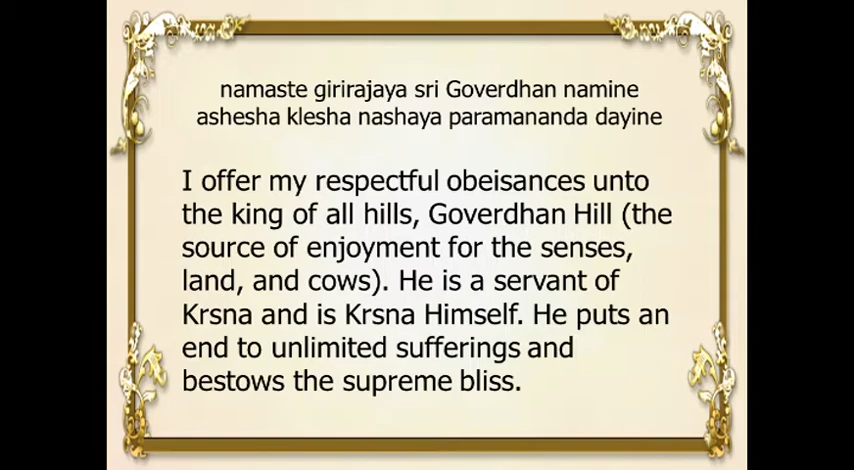 namaste girirajaya sri Goverdhan namine
ashesha klesha nashaya paramananda dayine
I offer my respectful obeisances unto
the king of all hills, Goverdhan Hill (the
source of enjoyment for the senses,
land, and cows). He is a servant of
Krsna and is Krsna Himself. He puts an
end to unlimited sufferings and
bestows the supreme bliss.